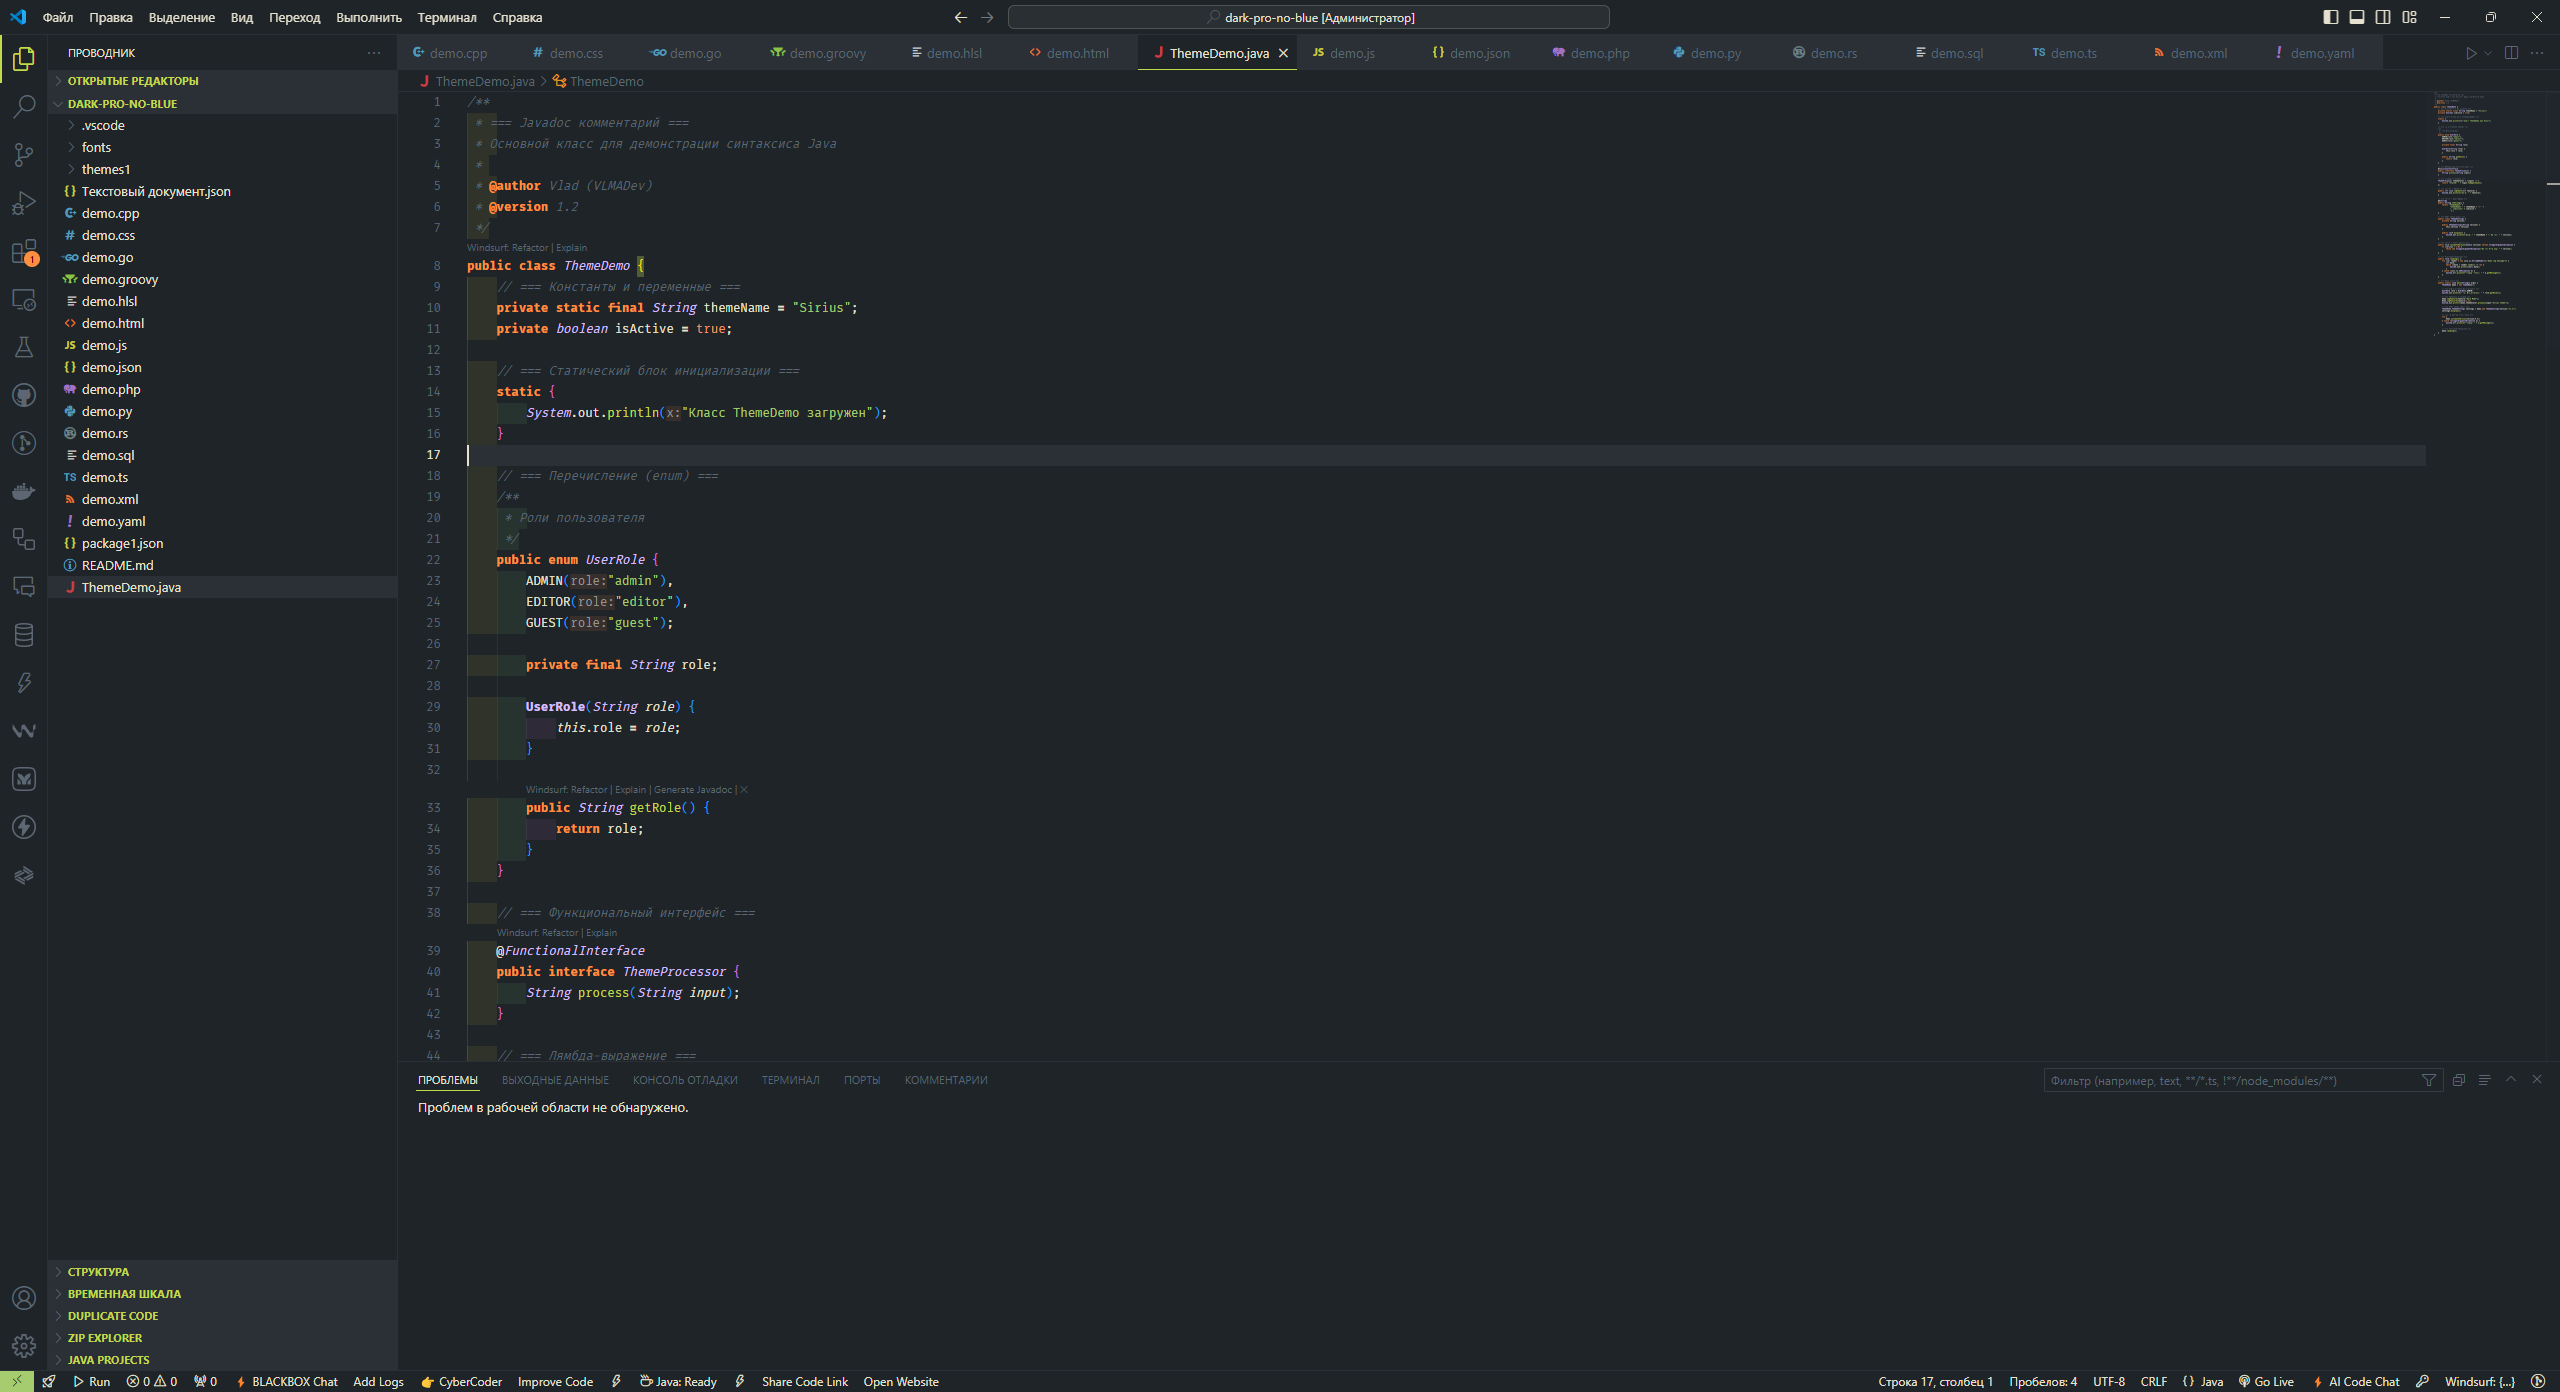 Файл Правка Выделение Вид Переход Выполнить Терминал Справка
dark-pro-no-blue [Администратор]
ПРОВОДНИК
demo.cpp demo.css demo.go demo.groovy demo.hlsl demo.html ThemeDemo.java demo.js demo.json demo.php demo.py demo.rs demo.sql demo.ts demo.xml demo.yaml
ОТКРЫТЫЕ РЕДАКТОРЫ
DARK-PRO-NO-BLUE
.vscode
fonts
themes1
Текстовый документ.json
demo.cpp
demo.css
demo.go
demo.groovy
demo.hlsl
demo.html
demo.js
demo.json
demo.php
demo.py
demo.rs
demo.sql
demo.ts
demo.xml
demo.yaml
package1.json
README.md
ThemeDemo.java
СТРУКТУРА
ВРЕМЕННАЯ ШКАЛА
DUPLICATE CODE
ZIP EXPLORER
JAVA PROJECTS
ThemeDemo.java > ThemeDemo
1 /**
2 * === Javadoc комментарий ===
3 * Основной класс для демонстрации синтаксиса Java
4 *
5 * @author Vlad (VLMADev)
6 * @version 1.2
7 */
Windsurf: Refactor | Explain
8 public class ThemeDemo {
9 // === Константы и переменные ===
10 private static final String themeName = "Sirius";
11 private boolean isActive = true;
12
13 // === Статический блок инициализации ===
14 static {
15 System.out.println(x:"Класс ThemeDemo загружен");
16 }
17
18 // === Перечисление (enum) ===
19 /**
20 * Роли пользователя
21 */
22 public enum UserRole {
23 ADMIN(role:"admin"),
24 EDITOR(role:"editor"),
25 GUEST(role:"guest");
26
27 private final String role;
28
29 UserRole(String role) {
30 this.role = role;
31 }
32
Windsurf: Refactor | Explain | Generate Javadoc | X
33 public String getRole() {
34 return role;
35 }
36 }
37
38 // === Функциональный интерфейс ===
Windsurf: Refactor | Explain
39 @FunctionalInterface
40 public interface ThemeProcessor {
41 String process(String input);
42 }
43
44 // === Лямбда-выражение ===
ПРОБЛЕМЫ ВЫХОДНЫЕ ДАННЫЕ КОНСОЛЬ ОТЛАДКИ ТЕРМИНАЛ ПОРТЫ КОММЕНТАРИИ
Фильтр (например, text, **/*.ts, !**/node_modules/**)
Проблем в рабочей области не обнаружено.
Run 0 0 0 BLACKBOX Chat Add Logs CyberCoder Improve Code Java: Ready Share Code Link Open Website
Строка 17, столбец 1 Пробелов: 4 UTF-8 CRLF {} Java Go Live AI Code Chat Windsurf: {...}